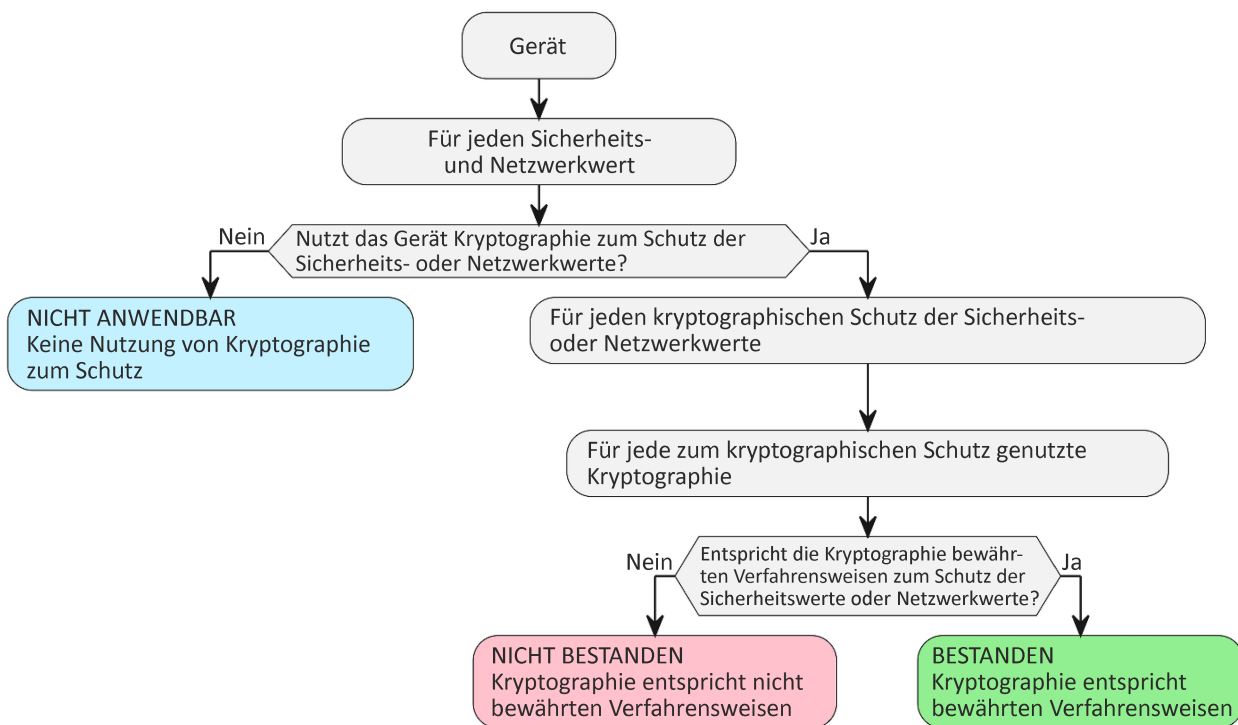 Gerät
Für jeden Sicherheits-
und Netzwerkwert
Nein
Nutzt das Gerät Kryptographie zum Schutz der
Sicherheits- oder Netzwerkwerte?
Ja
NICHT ANWENDBAR
Keine Nutzung von Kryptographie
zum Schutz
Für jeden kryptographischen Schutz der Sicherheits-
oder Netzwerkwerte
Für jede zum kryptographischen Schutz genutzte
Kryptographie
Nein
Entspricht die Kryptographie bewähr-
ten Verfahrensweisen zum Schutz der
Sicherheitswerte oder Netzwerkwerte?
Ja
NICHT BESTANDEN
Kryptographie entspricht nicht
bewährten Verfahrensweisen
BESTANDEN
Kryptographie entspricht
bewährten Verfahrensweisen